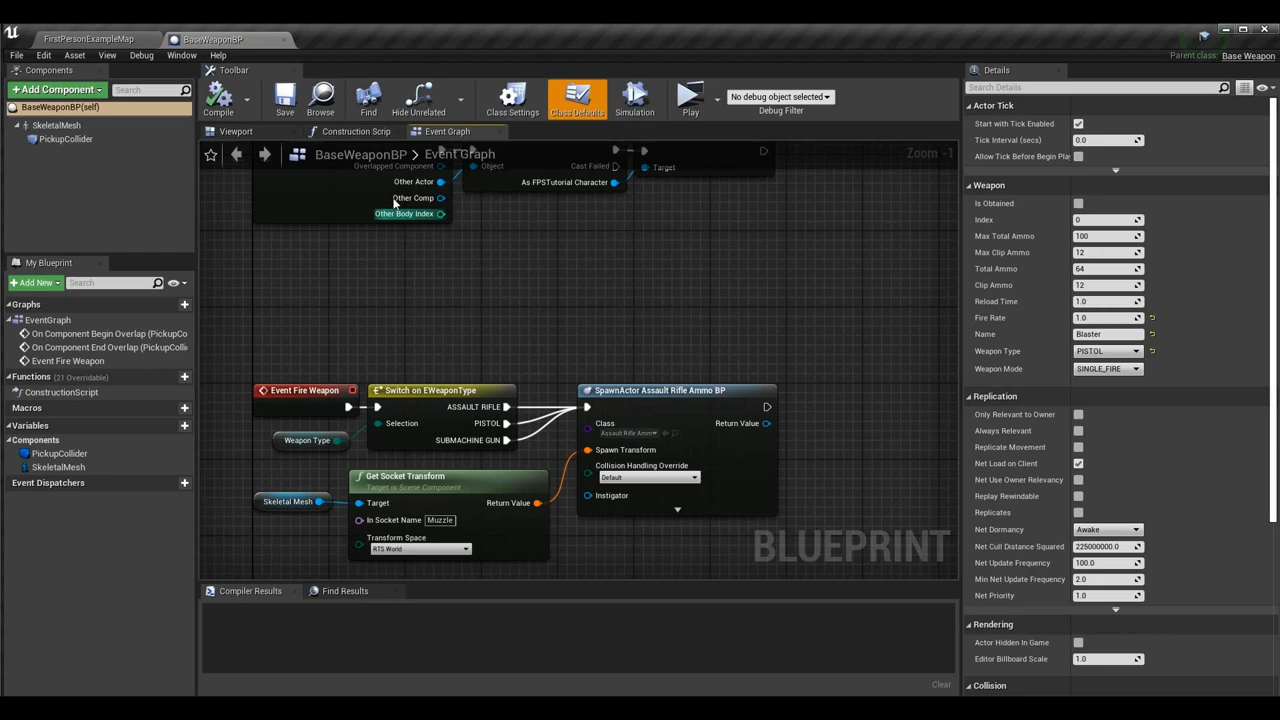 FirstPersonExampleMap
BaseWeaponBP
File Edit Asset View Debug Window Help
Parent class: Base Weapon
Components
+ Add Component
Search
BaseWeaponBP(self)
SkeletalMesh
PickupCollider
My Blueprint
+ Add New
Search
Graphs
EventGraph
On Component Begin Overlap (PickupCo
On Component End Overlap (PickupColli
Event Fire Weapon
Functions (21 Overridable)
ConstructionScript
Macros
Variables
Components
PickupCollider
SkeletalMesh
Event Dispatchers
Toolbar
Compile
Save
Browse
Find
Hide Unrelated
Class Settings
Class Defaults
Simulation
Play
No debug object selected
Debug Filter
Viewport
Construction Scrip
Event Graph
BaseWeaponBP > Event Graph
Zoom -1
Overlapped Component
Other Actor
Other Comp
Other Body Index
Object
Cast Failed
As FPSTutorial Character
Target
Event Fire Weapon
Switch on EWeaponType
ASSAULT RIFLE
Selection PISTOL
SUBMACHINE GUN
Weapon Type
SpawnActor Assault Rifle Ammo BP
Class
Assault Rifle Amm
Return Value
Spawn Transform
Collision Handling Override
Default
Instigator
Get Socket Transform
Target is Scene Component
Skeletal Mesh
Target
Return Value
In Socket Name Muzzle
Transform Space
RTS World
BLUEPRINT
Compiler Results
Find Results
Clear
Details
Search Details
Actor Tick
Start with Tick Enabled
Tick Interval (secs) 0.0
Allow Tick Before Begin Pla
Weapon
Is Obtained
Index 0
Max Total Ammo 100
Max Clip Ammo 12
Total Ammo 64
Clip Ammo 12
Reload Time 1.0
Fire Rate 1.0
Name Blaster
Weapon Type PISTOL
Weapon Mode SINGLE_FIRE
Replication
Only Relevant to Owner
Always Relevant
Replicate Movement
Net Load on Client
Net Use Owner Relevancy
Replay Rewindable
Replicates
Net Dormancy Awake
Net Cull Distance Squared 225000000.0
Net Update Frequency 100.0
Min Net Update Frequency 2.0
Net Priority 1.0
Rendering
Actor Hidden In Game
Editor Billboard Scale 1.0
Collision